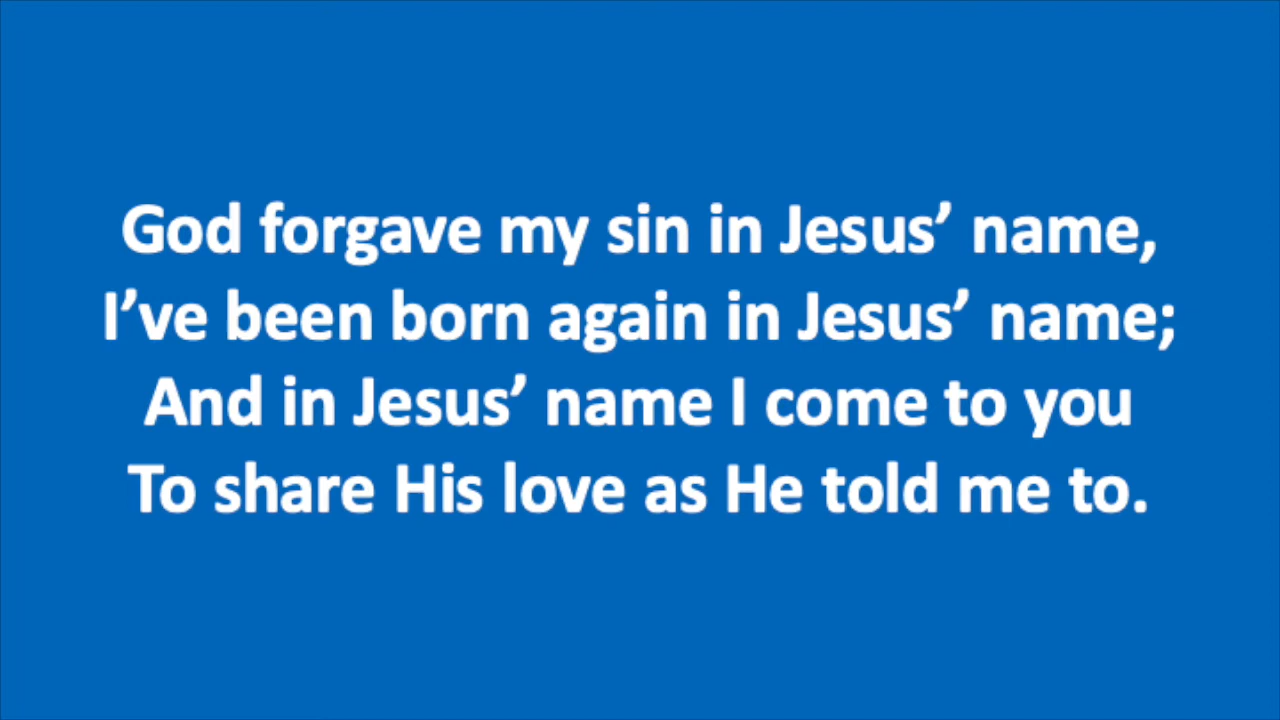 God forgave my sin in Jesus’ name,
I’ve been born again in Jesus’ name;
And in Jesus’ name I come to you
To share His love as He told me to.